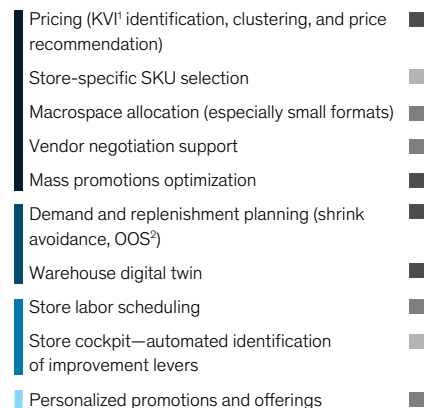 Pricing (KVI¹ identification, clustering, and price
recommendation)
Store-specific SKU selection
Macrospace allocation (especially small formats)
Vendor negotiation support
Mass promotions optimization
Demand and replenishment planning (shrink
avoidance, OOS²)
Warehouse digital twin
Store labor scheduling
Store cockpit—automated identification
of improvement levers
Personalized promotions and offerings